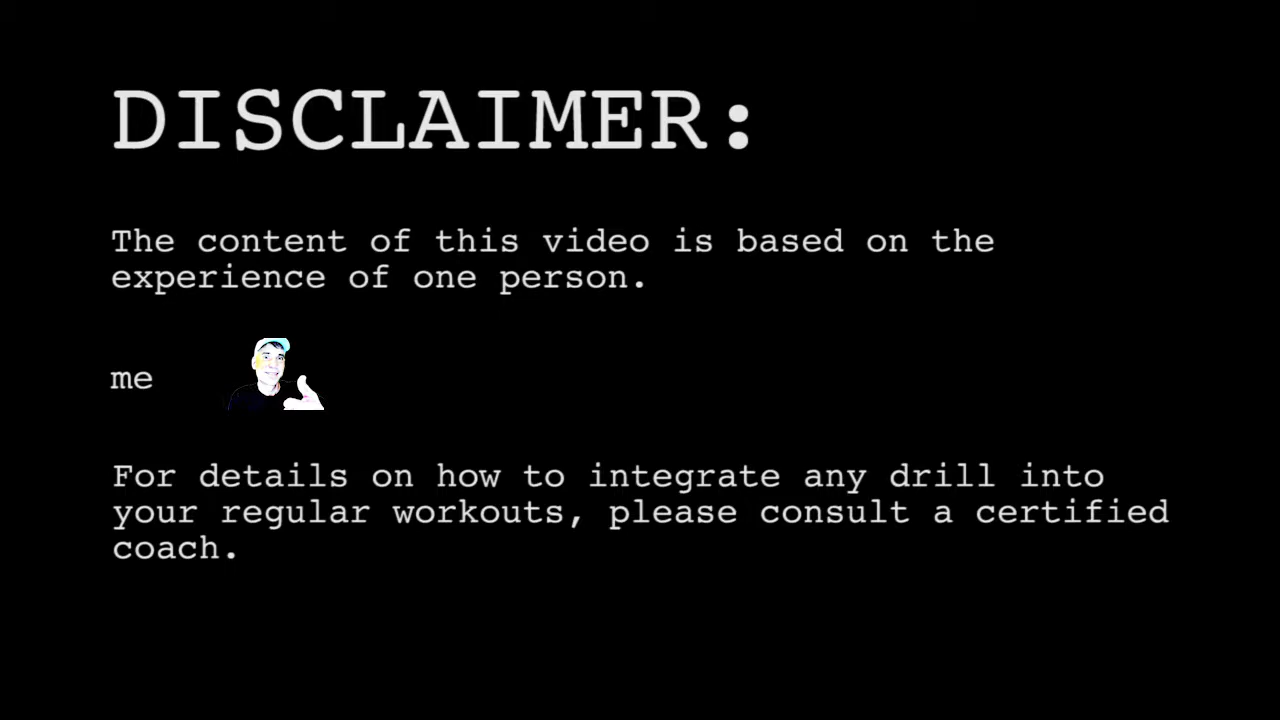 DISCLAIMER:
The content of this video is based on the
experience of one person.
me
For details on how to integrate any drill into
your regular workouts, please consult a certified
coach.